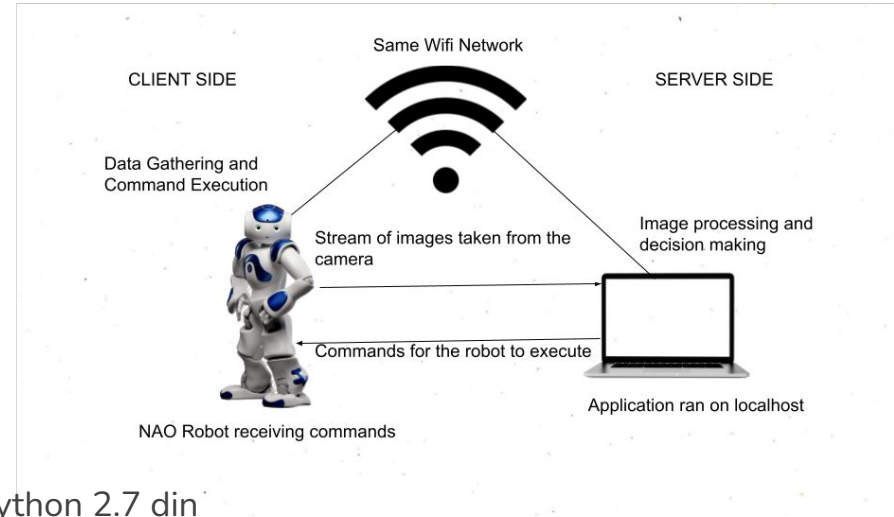 Same Wifi Network
CLIENT SIDE
SERVER SIDE
Data Gathering and
Command Execution
Stream of images taken from the
camera
Image processing and
decision making
Commands for the robot to execute
Application ran on localhost
NAO Robot receiving commands
ython 2.7 din